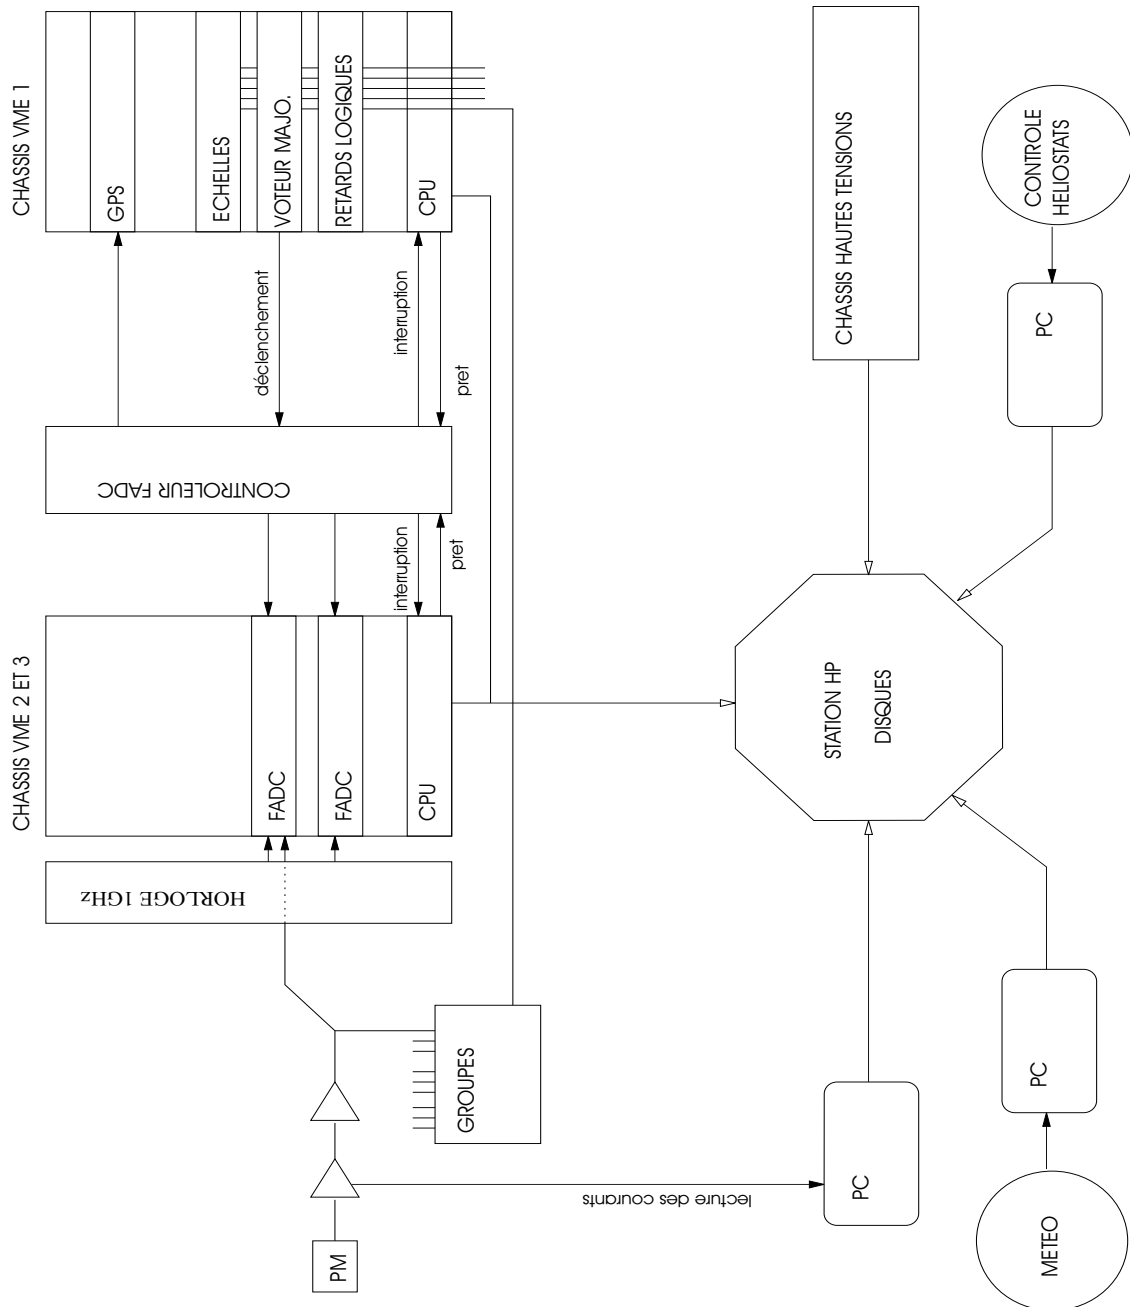 CHASSIS VME 2 ET 3
CHASSIS VME 1
HORLOGE 1GHz
FADC
FADC
CPU
CONTROLEUR FADC
interruption
pret
déclenchement
interruption
pret
GPS
ECHELLES
VOTEUR MAJO.
RETARDS LOGIQUES
CPU
PM
GROUPES
lecture des courants
PC
STATION HP
DISQUES
CHASSIS HAUTES TENSIONS
METEO
PC
PC
CONTROLE
HELIOSTATS